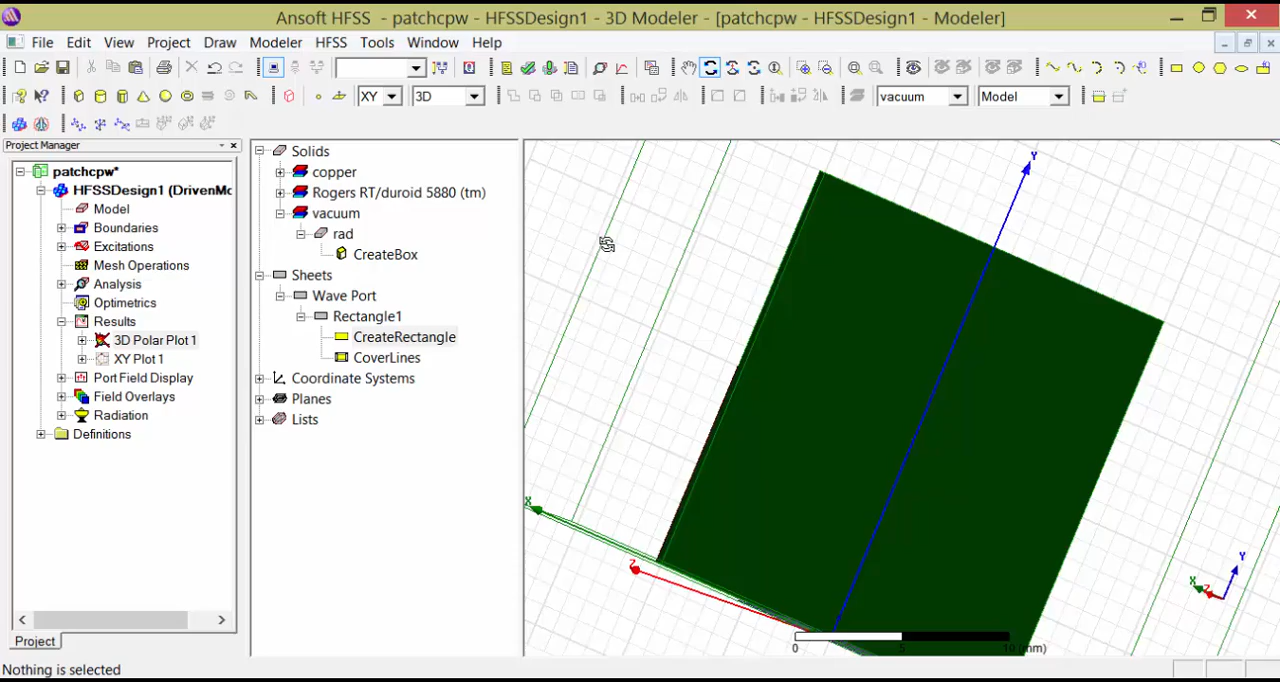 Ansoft HFSS - patchcpw - HFSSDesign1 - 3D Modeler - [patchcpw - HFSSDesign1 - Modeler]
File Edit View Project Draw Modeler HFSS Tools Window Help
XY 3D vacuum Model
Project Manager
patchcpw*
HFSSDesign1 (DrivenMo
Model
Boundaries
Excitations
Mesh Operations
Analysis
Optimetrics
Results
3D Polar Plot 1
XY Plot 1
Port Field Display
Field Overlays
Radiation
Definitions
Project
Solids
copper
Rogers RT/duroid 5880 (tm)
vacuum
rad
CreateBox
Sheets
Wave Port
Rectangle1
CreateRectangle
CoverLines
Coordinate Systems
Planes
Lists
Y
X
Z
Y
X
Z
0 5 10 (mm)
Nothing is selected